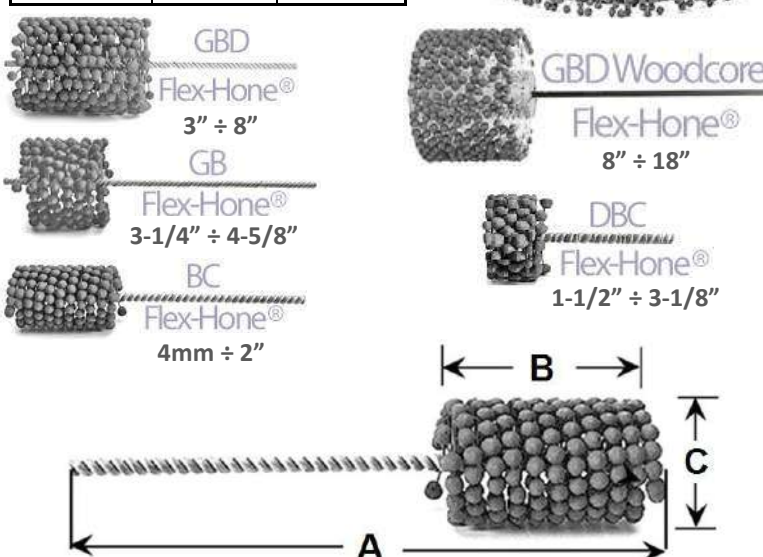 GBD
Flex-Hone®
3” ÷ 8”
GB
Flex-Hone®
3-1/4” ÷ 4-5/8”
BC
Flex-Hone®
4mm ÷ 2”
GBD Woodcore
Flex-Hone®
8” ÷ 18”
DBC
Flex-Hone®
1-1/2” ÷ 3-1/8”
B
C
A